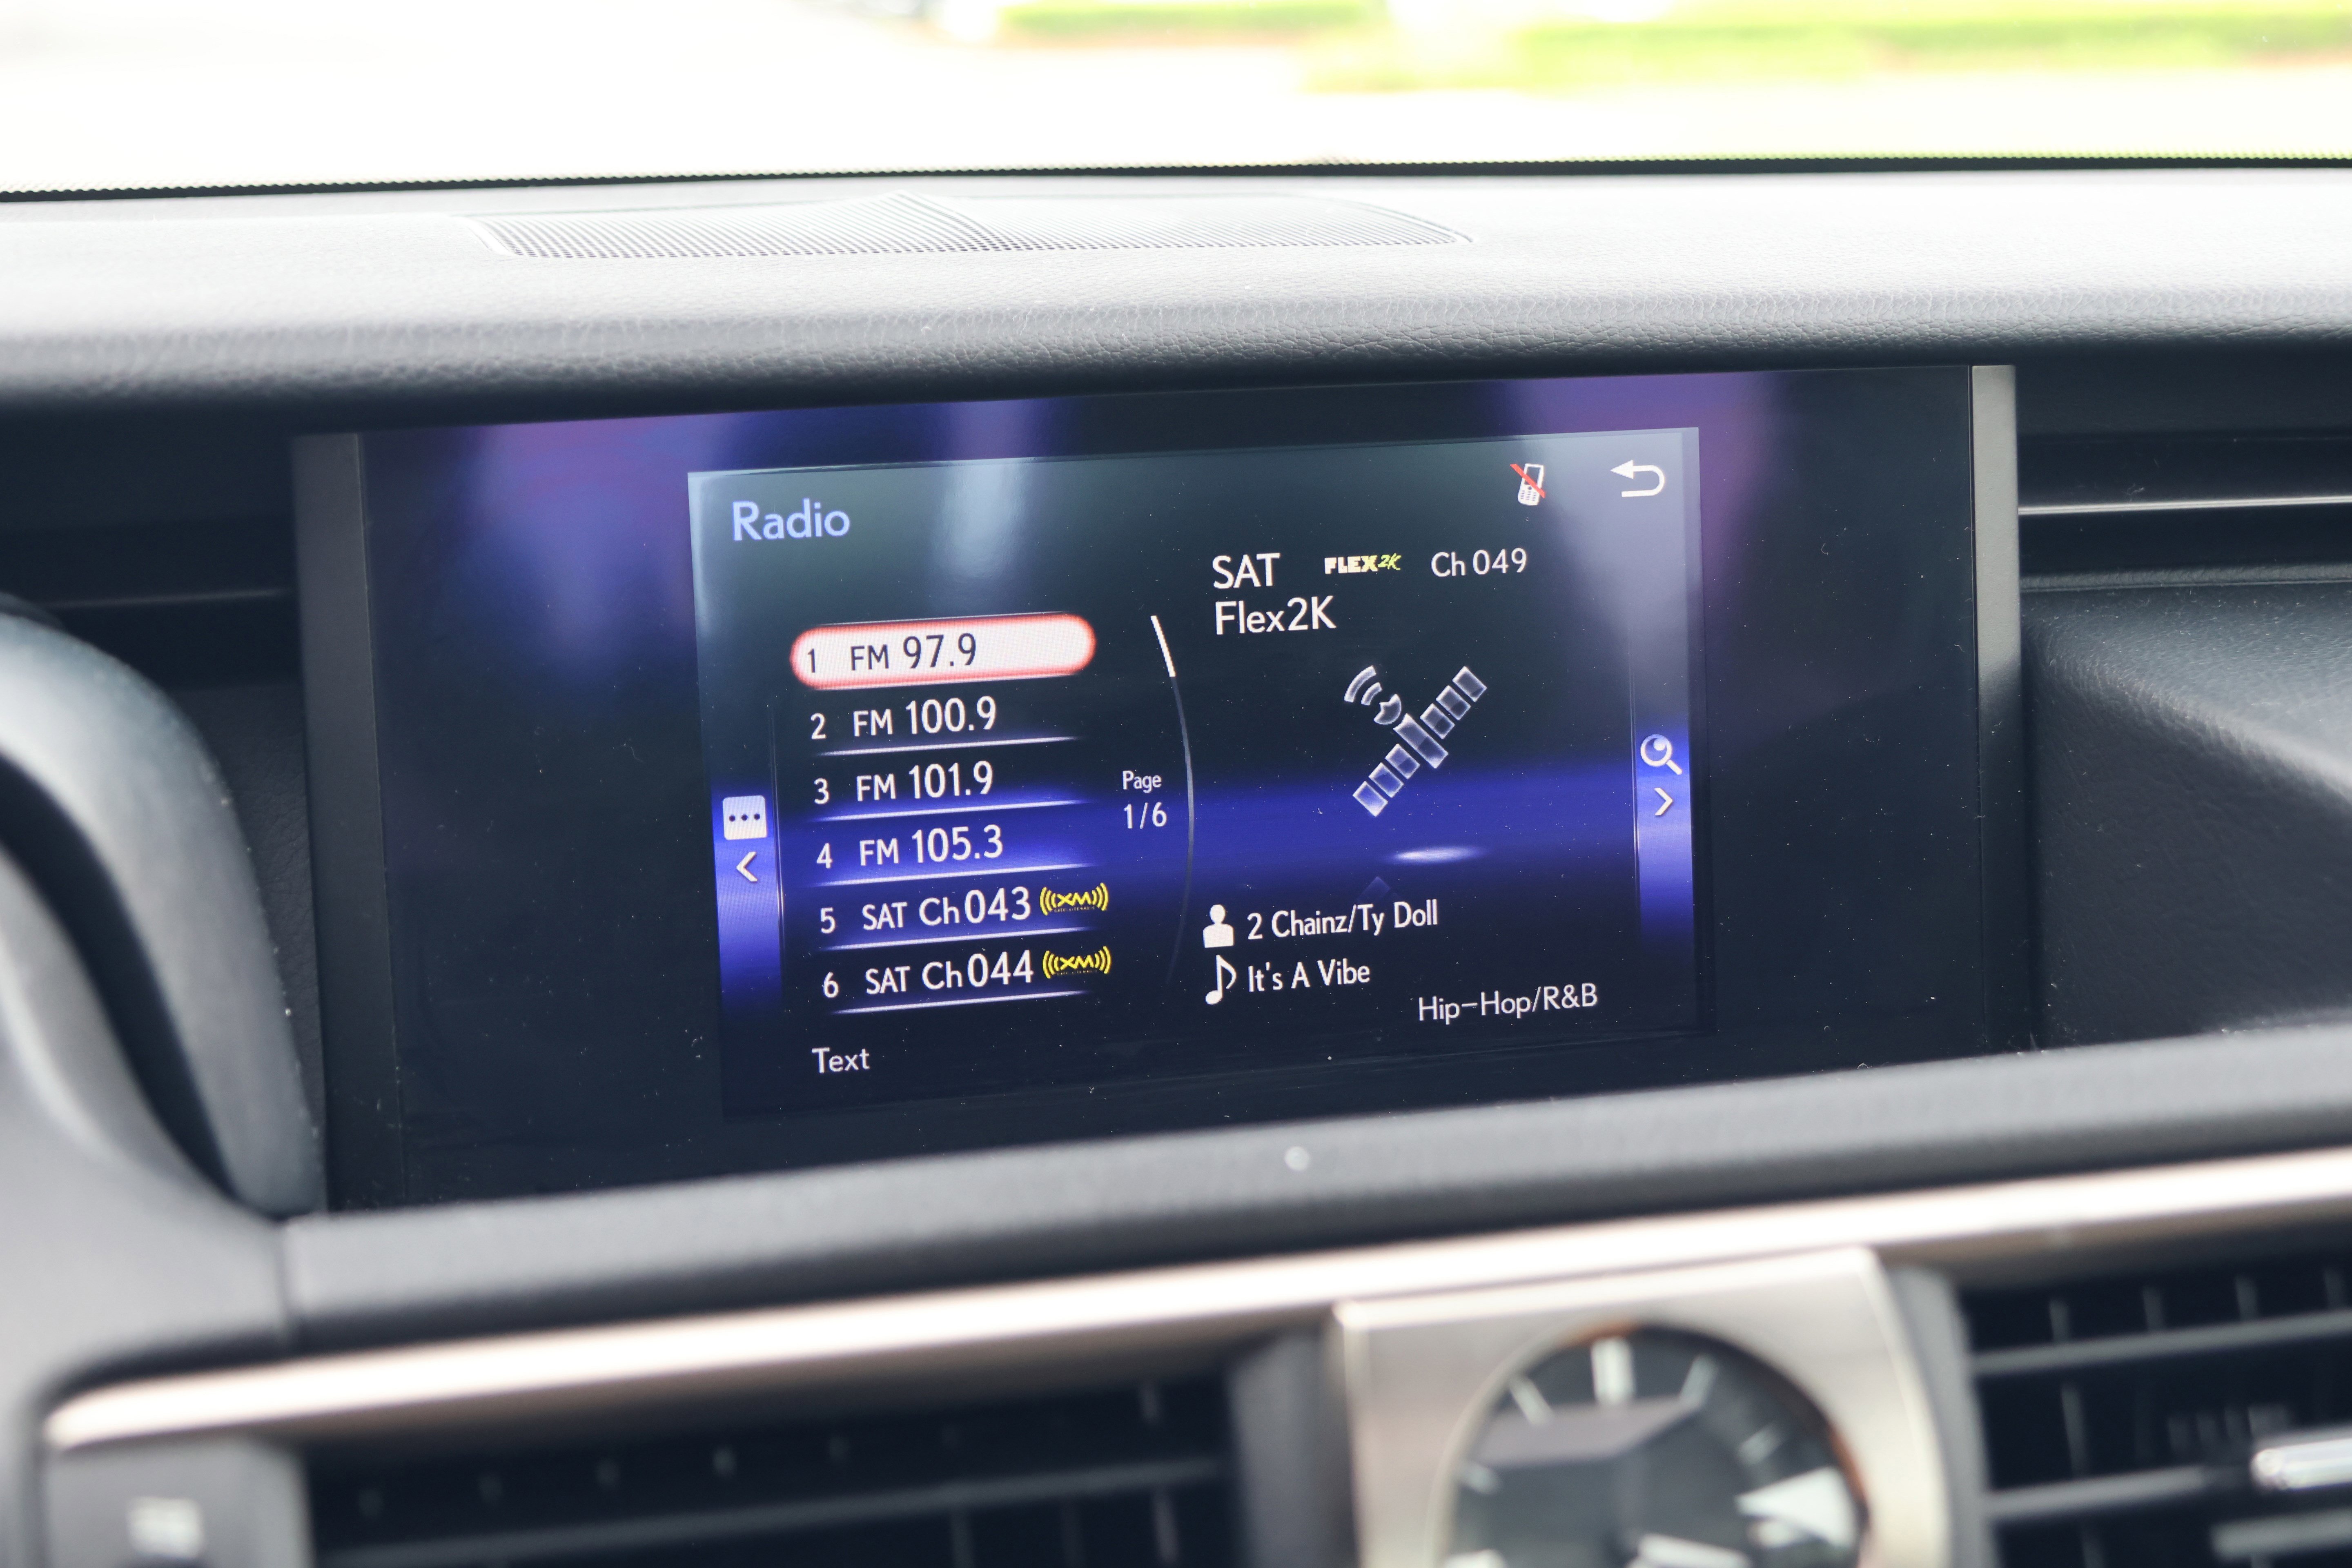 Radio
SAT FLEX2K Ch 049
Flex2K
1 FM 97.9
2 FM 100.9
3 FM 101.9
4 FM 105.3
5 SAT Ch 043 ((XM))
6 SAT Ch 044 ((XM))
Page
1/6
2 Chainz/Ty Doll
It's A Vibe
Hip-Hop/R&B
Text